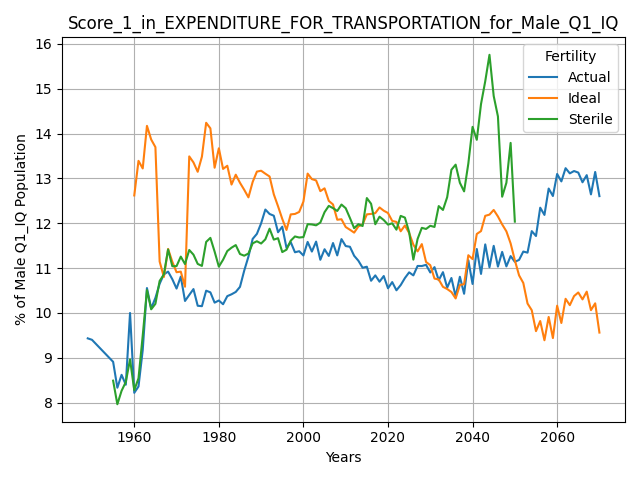 Score_1_in_EXPENDITURE_FOR_TRANSPORTATION_for_Male_Q1_IQ
% of Male Q1_IQ Population
16
15
14
13
12
11
10
9
8
Fertility
Actual
Ideal
Sterile
1960 1980 2000 2020 2040 2060
Years